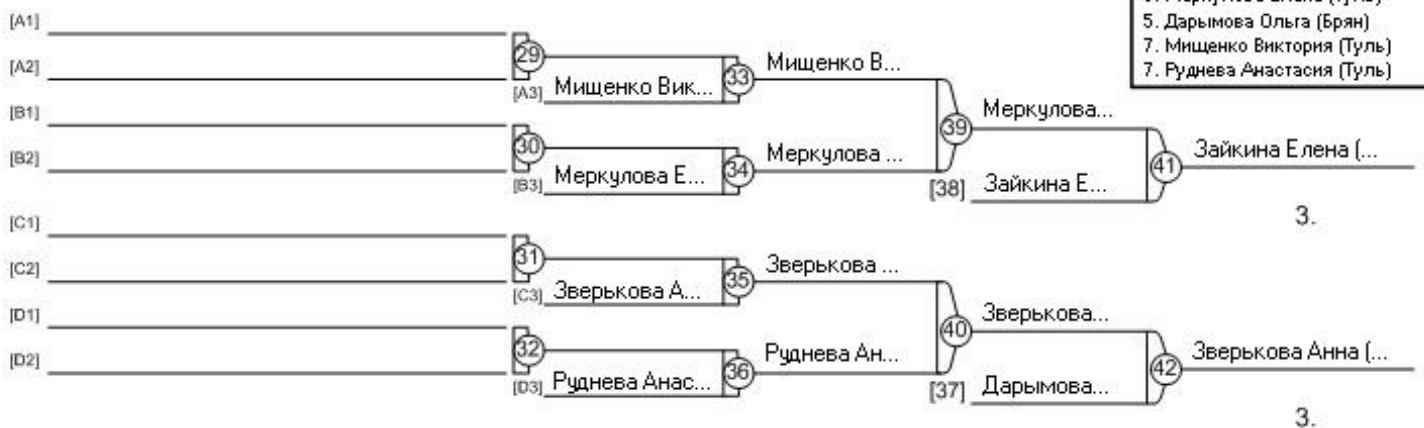 5. Дарымова Ольга (Брян)
7. Мищенко Виктория (Туль)
7. Руднева Анастасия (Туль)
[A1]
[A2]
29
[A3] Мищенко Вик...
33
Мищенко В...
[B1]
[B2]
30
[B3] Меркулова Е...
34
Меркулова ...
39
Меркулова...
[38] Зайкина Е...
41
Зайкина Елена (...
3.
[C1]
[C2]
31
[C3] Зверькова А...
35
Зверькова ...
[D1]
[D2]
32
[D3] Руднева Анас...
36
Руднева Ан...
40
Зверькова...
[37] Дарымова...
42
Зверькова Анна (...
3.